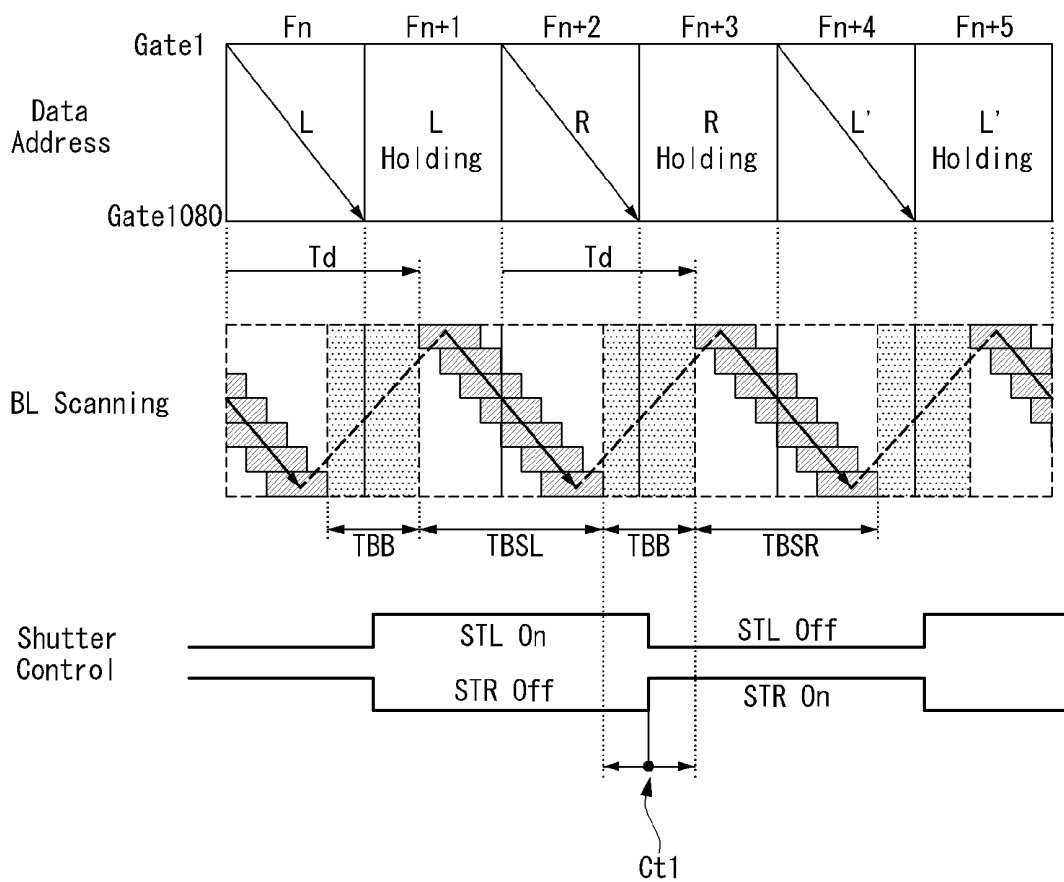 Fn Fn+1 Fn+2 Fn+3 Fn+4 Fn+5
Gate1
Data
Address
L
L
Holding
R
R
Holding
L'
L'
Holding
Gate1080
Td Td
BL Scanning
TBB TBSL TBB TBSR
Shutter
Control
STL On STL Off
STR Off STR On
Ct1